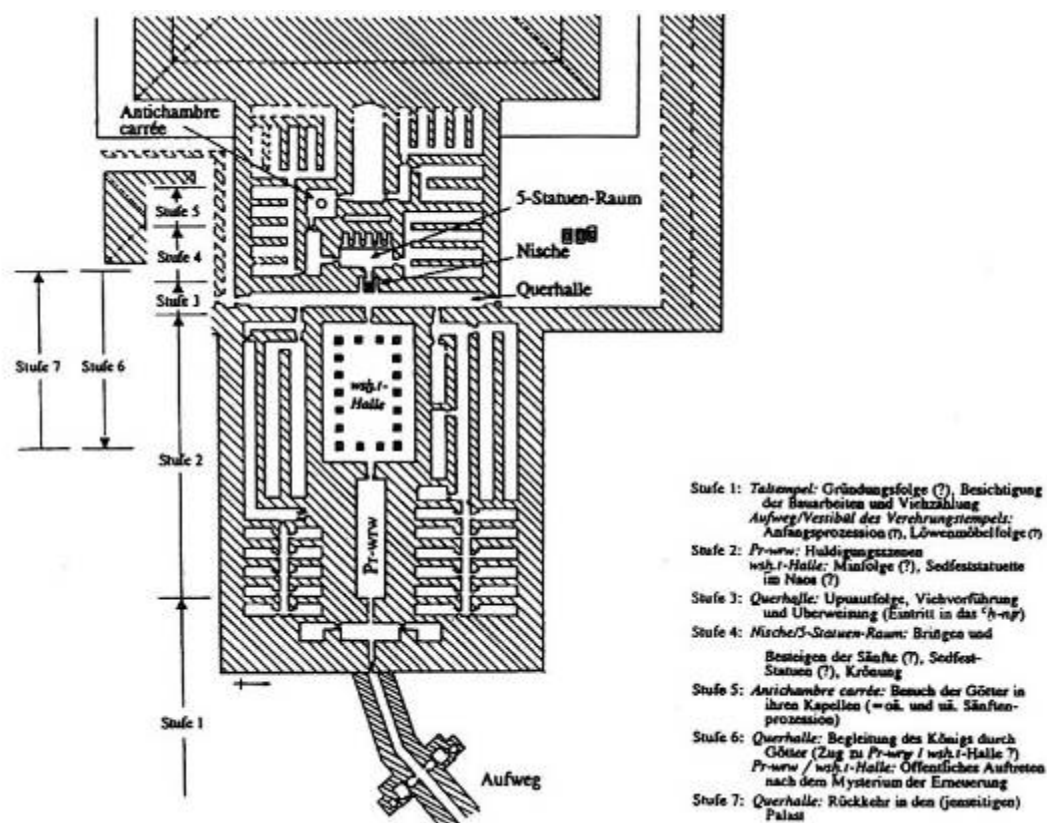 Antichambre
carrée
5-Statuen-Raum
Nische
Querhalle
Stufe 5
Stufe 4
Stufe 3
Stufe 7
Stufe 6
Stufe 2
Stufe 1
wsḫ.t-
Halle
Pr-wrw
Aufweg
Stufe 1: Taltempel: Gründungsfolge (?), Besichtigung
der Bauarbeiten und Viehzählung
Aufweg/Vestibül des Verehrungstempels:
Anfangsprozession (?), Löwenmöbelfolge (?)
Stufe 2: Pr-wrw: Huldigungsszenen
wsḫ.t-Halle: Minfolge (?), Sedfeststatuette
im Naos (?)
Stufe 3: Querhalle: Upuautfolge, Viehvorführung
und Überweisung (Eintritt in das ꜥḥ-nṯr)
Stufe 4: Nische/5-Statuen-Raum: Bringen und
Besteigen der Sänfte (?), Sedfest-
Statuen (?), Krönung
Stufe 5: Antichambre carrée: Besuch der Götter in
ihren Kapellen (= oä. und uä. Sänften-
prozession)
Stufe 6: Querhalle: Begleitung des Königs durch
Götter (Zug zu Pr-wrw / wsḫ.t-Halle ?)
Pr-wrw / wsḫ.t-Halle: Öffentliches Auftreten
nach dem Mysterium der Erneuerung
Stufe 7: Querhalle: Rückkehr in den (jenseitigen)
Palast